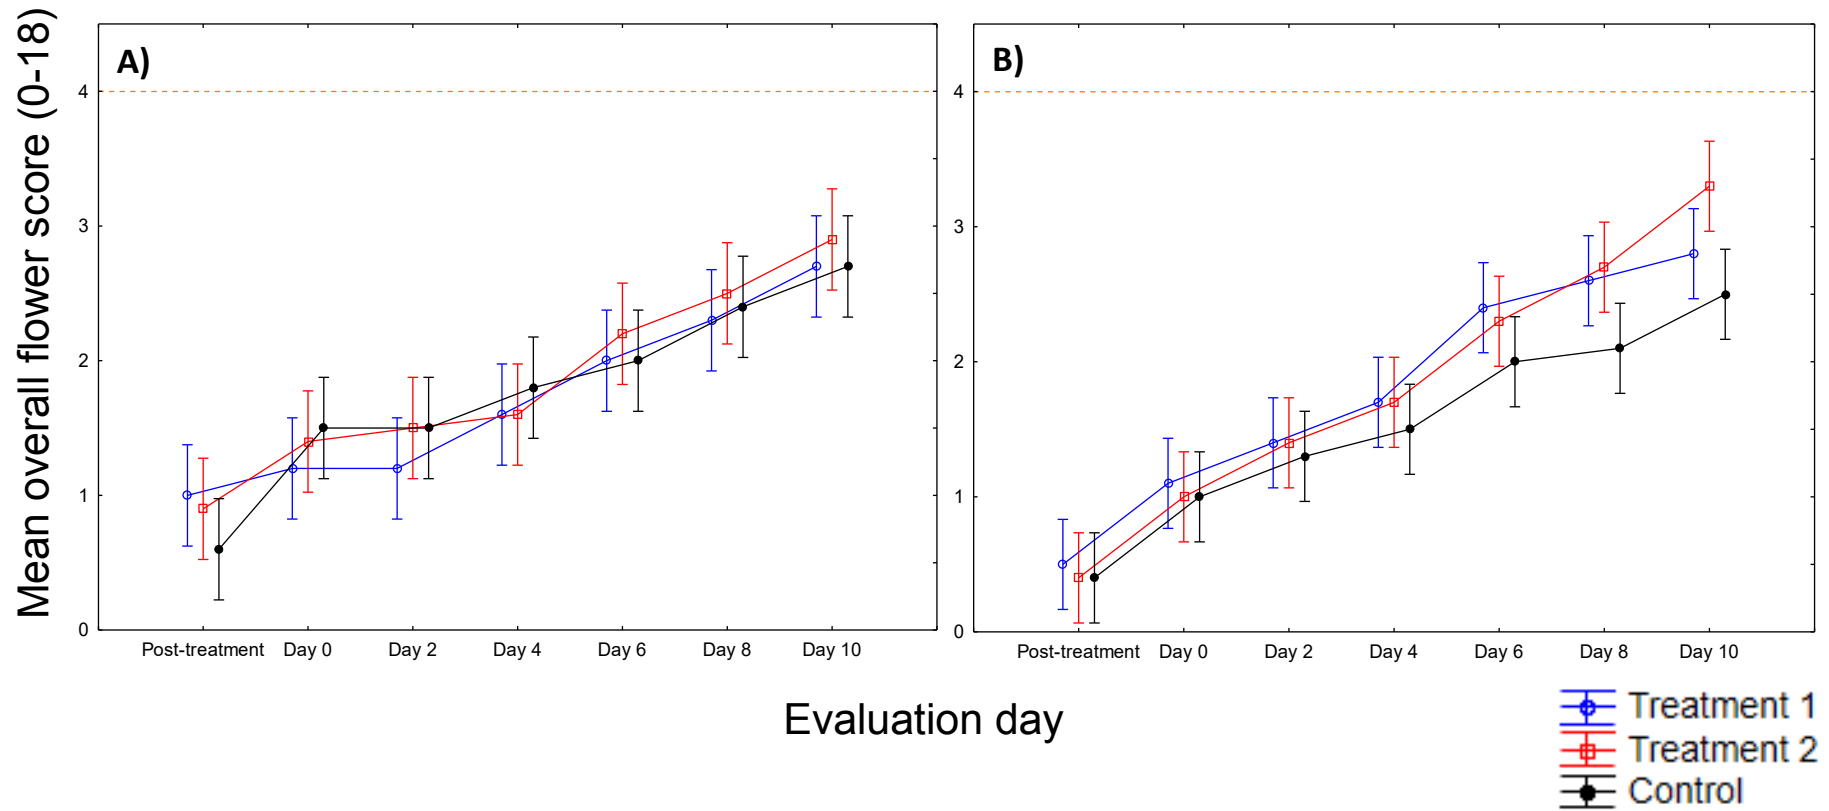 Mean overall flower score (0-18)
A)
4
3
2
1
0
Post-treatment Day 0 Day 2 Day 4 Day 6 Day 8 Day 10
B)
4
3
2
1
0
Post-treatment Day 0 Day 2 Day 4 Day 6 Day 8 Day 10
Evaluation day
Treatment 1
Treatment 2
Control